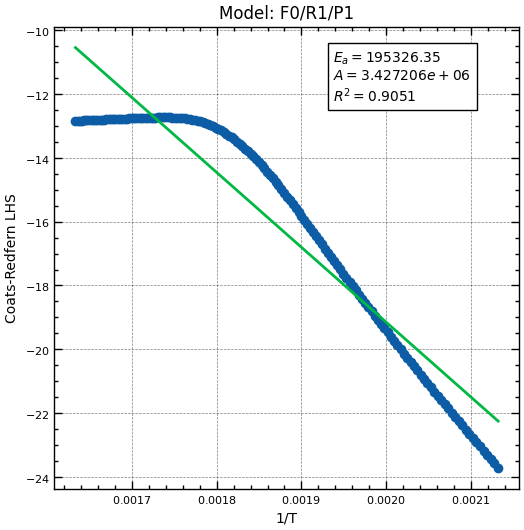 Model: F0/R1/P1
−10
−12
−14
−16
−18
−20
−22
−24
Coats-Redfern LHS
E_a = 195326.35
A = 3.427206e + 06
R² = 0.9051
0.0017 0.0018 0.0019 0.0020 0.0021
1/T